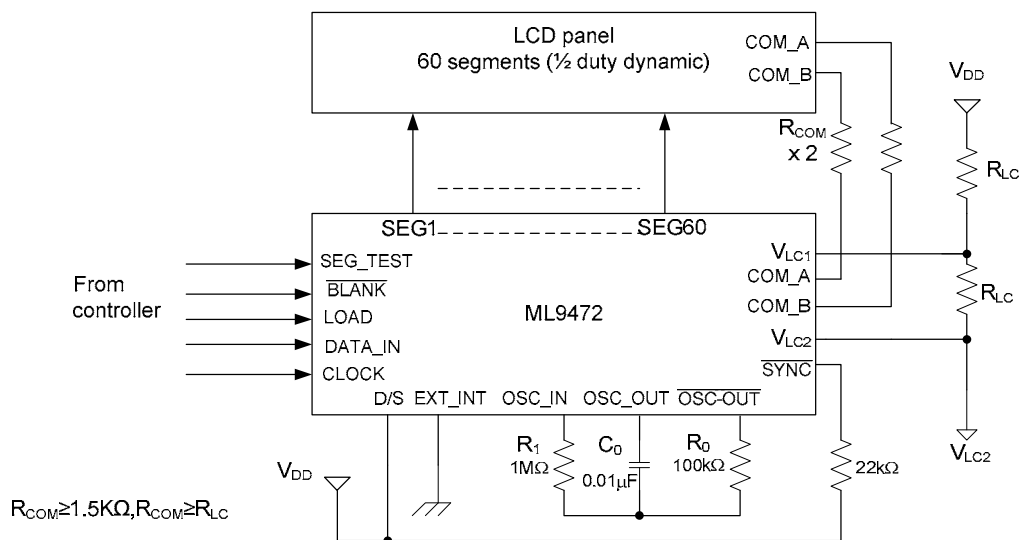 LCD panel
60 segments (½ duty dynamic)
COM_A
COM_B
V_DD
R_COM
x 2
R_LC
SEG1
SEG60
From
controller
SEG_TEST
BLANK
LOAD
DATA_IN
CLOCK
ML9472
V_LC1
COM_A
COM_B
V_LC2
SYNC
R_LC
D/S
EXT_INT
OSC_IN
OSC_OUT
OSC-OUT
R_1
1MΩ
C_0
0.01μF
R_0
100kΩ
22kΩ
V_LC2
V_DD
R_COM≥1.5KΩ,R_COM≥R_LC